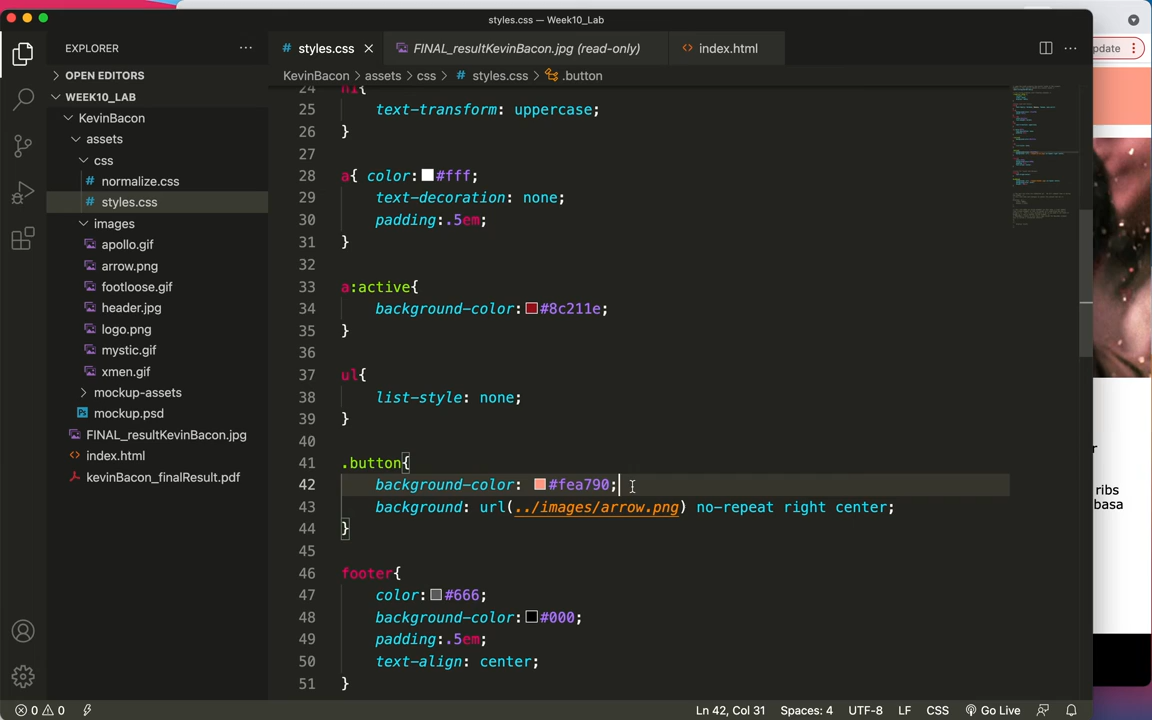 styles.css — Week10_Lab
EXPLORER
styles.css
FINAL_resultKevinBacon.jpg (read-only)
index.html
pdate
KevinBacon > assets > css > # styles.css > .button
> OPEN EDITORS
WEEK10_LAB
KevinBacon
assets
css
# normalize.css
# styles.css
images
apollo.gif
arrow.png
footloose.gif
header.jpg
logo.png
mystic.gif
xmen.gif
> mockup-assets
Ps mockup.psd
FINAL_resultKevinBacon.jpg
<> index.html
kevinBacon_finalResult.pdf
24 h1{
25 text-transform: uppercase;
26 }
27
28 a{ color:#fff;
29 text-decoration: none;
30 padding:.5em;
31 }
32
33 a:active{
34 background-color:#8c211e;
35 }
36
37 ul{
38 list-style: none;
39 }
40
41 .button{
42 background-color: #fea790;
43 background: url(../images/arrow.png) no-repeat right center;
44 }
45
46 footer{
47 color:#666;
48 background-color:#000;
49 padding:.5em;
50 text-align: center;
51 }
ribs
basa
0 0
Ln 42, Col 31 Spaces: 4 UTF-8 LF CSS Go Live